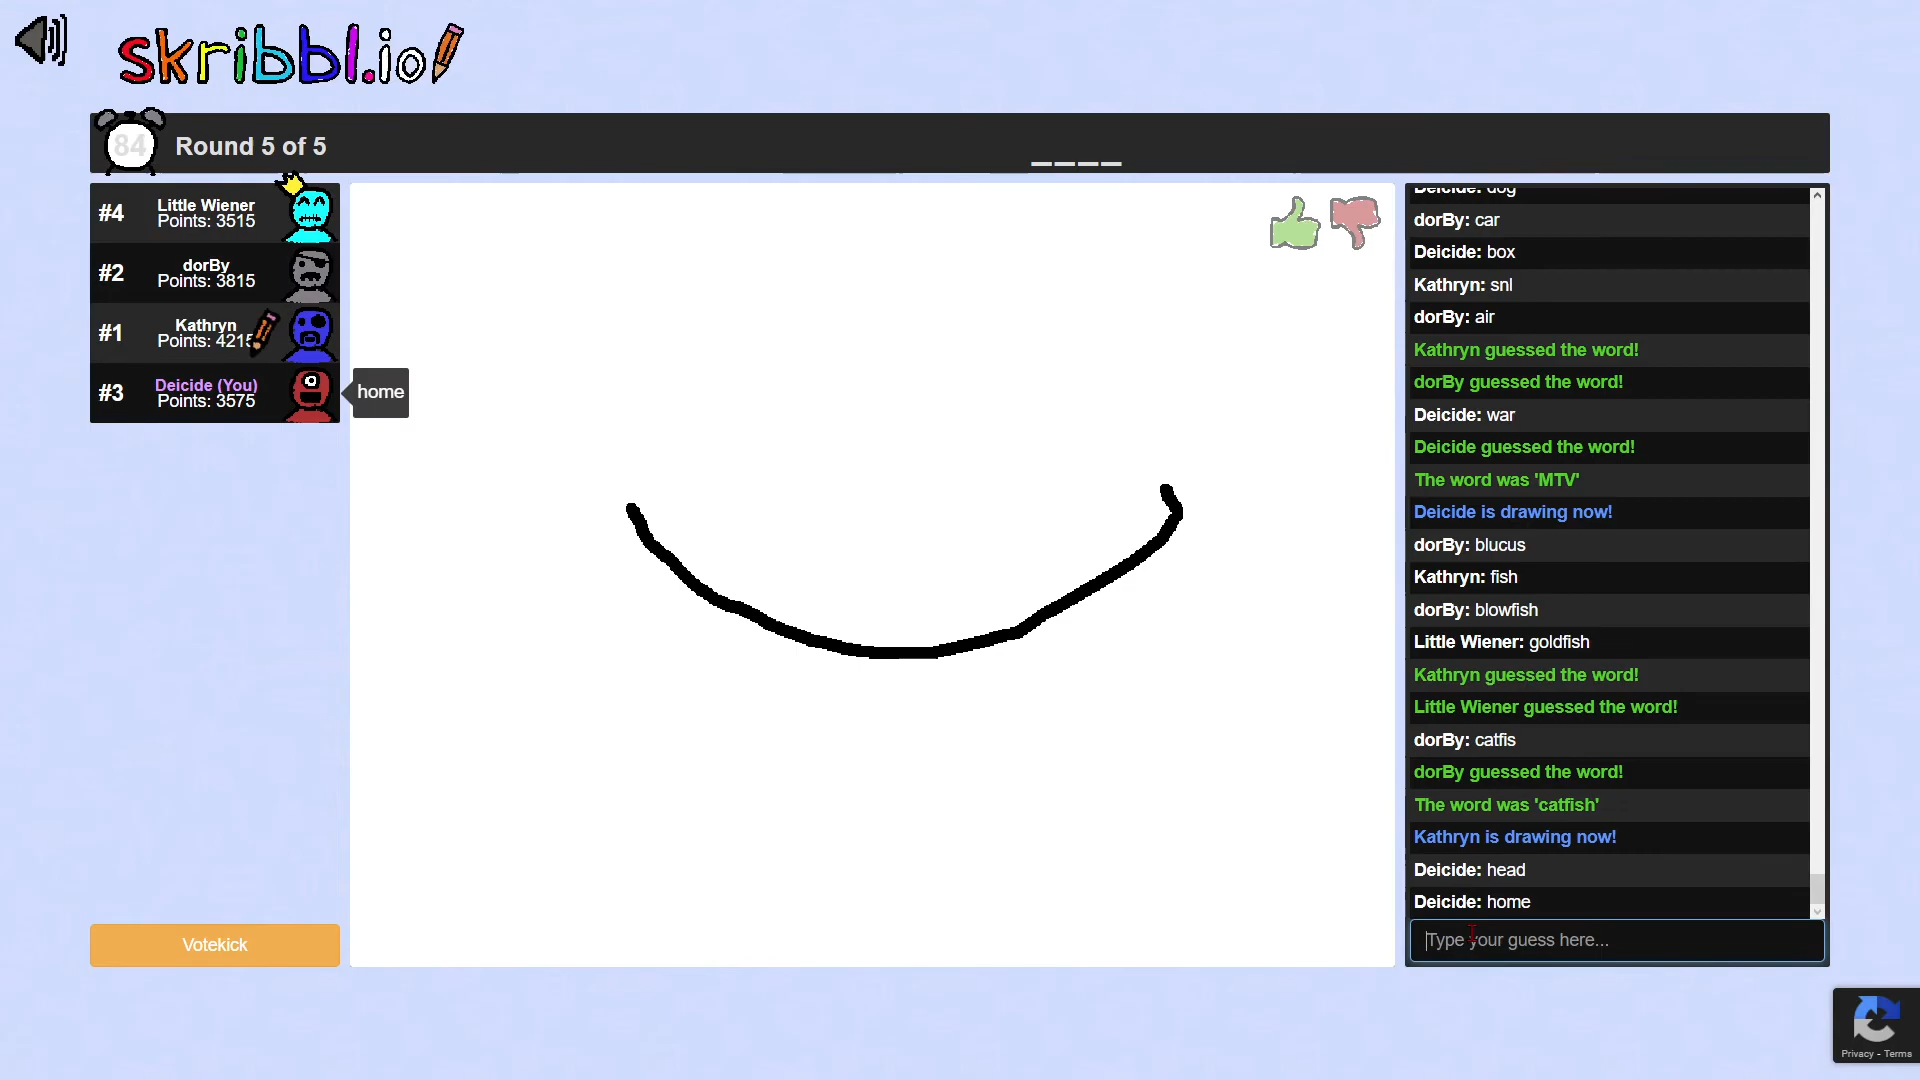 skribbl.io
84
Round 5 of 5
_ _ _ _
#4
Little Wiener
Points: 3515
#2
dorBy
Points: 3815
#1
Kathryn
Points: 4215
#3
Deicide (You)
Points: 3575
home
Votekick
Deicide: dog
dorBy: car
Deicide: box
Kathryn: snl
dorBy: air
Kathryn guessed the word!
dorBy guessed the word!
Deicide: war
Deicide guessed the word!
The word was 'MTV'
Deicide is drawing now!
dorBy: blucus
Kathryn: fish
dorBy: blowfish
Little Wiener: goldfish
Kathryn guessed the word!
Little Wiener guessed the word!
dorBy: catfis
dorBy guessed the word!
The word was 'catfish'
Kathryn is drawing now!
Deicide: head
Deicide: home
Type your guess here...
Privacy - Terms